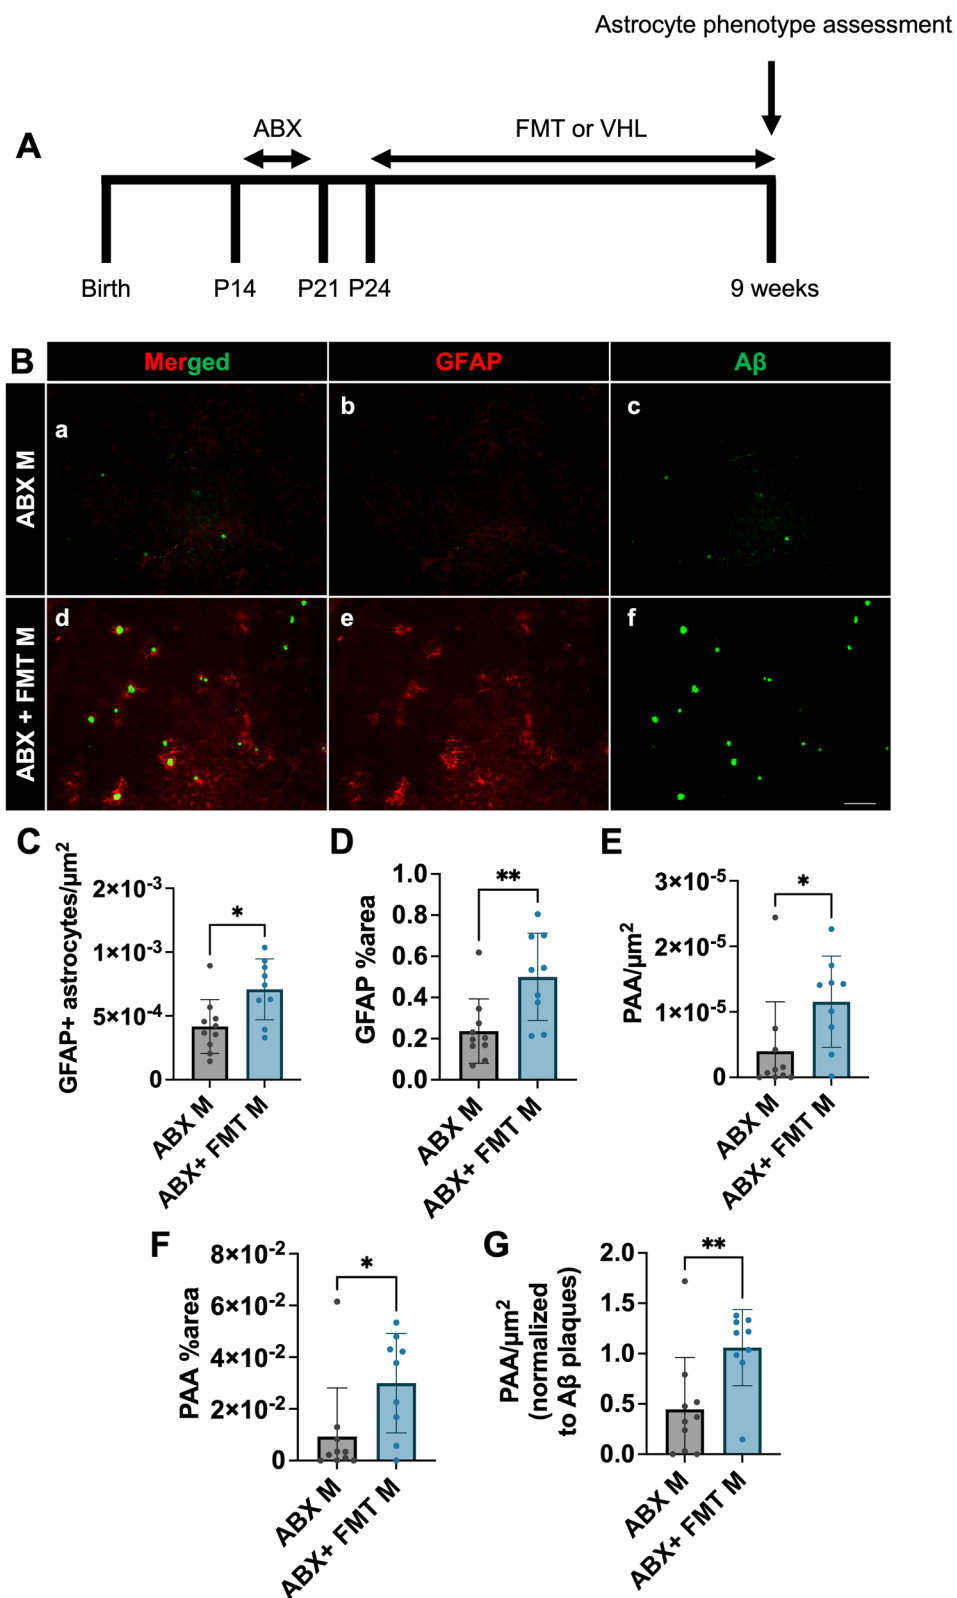 Astrocyte phenotype assessment
A
ABX
FMT or VHL
Birth
P14
P21
P24
9 weeks
B
Merged
GFAP
Aβ
ABX M
a
b
c
ABX + FMT M
d
e
f
C
GFAP+ astrocytes/μm²
2×10⁻³
1×10⁻³
5×10⁻⁴
0
*
ABX M
ABX+ FMT M
D
GFAP %area
1.0
0.8
0.6
0.4
0.2
0.0
**
ABX M
ABX+ FMT M
E
PAA/μm²
3×10⁻⁵
2×10⁻⁵
1×10⁻⁵
0
*
ABX M
ABX+ FMT M
F
PAA %area
8×10⁻²
6×10⁻²
4×10⁻²
2×10⁻²
0
*
ABX M
ABX+ FMT M
G
PAA/μm²
(normalized
to Aβ plaques)
2.0
1.5
1.0
0.5
0.0
**
ABX M
ABX+ FMT M